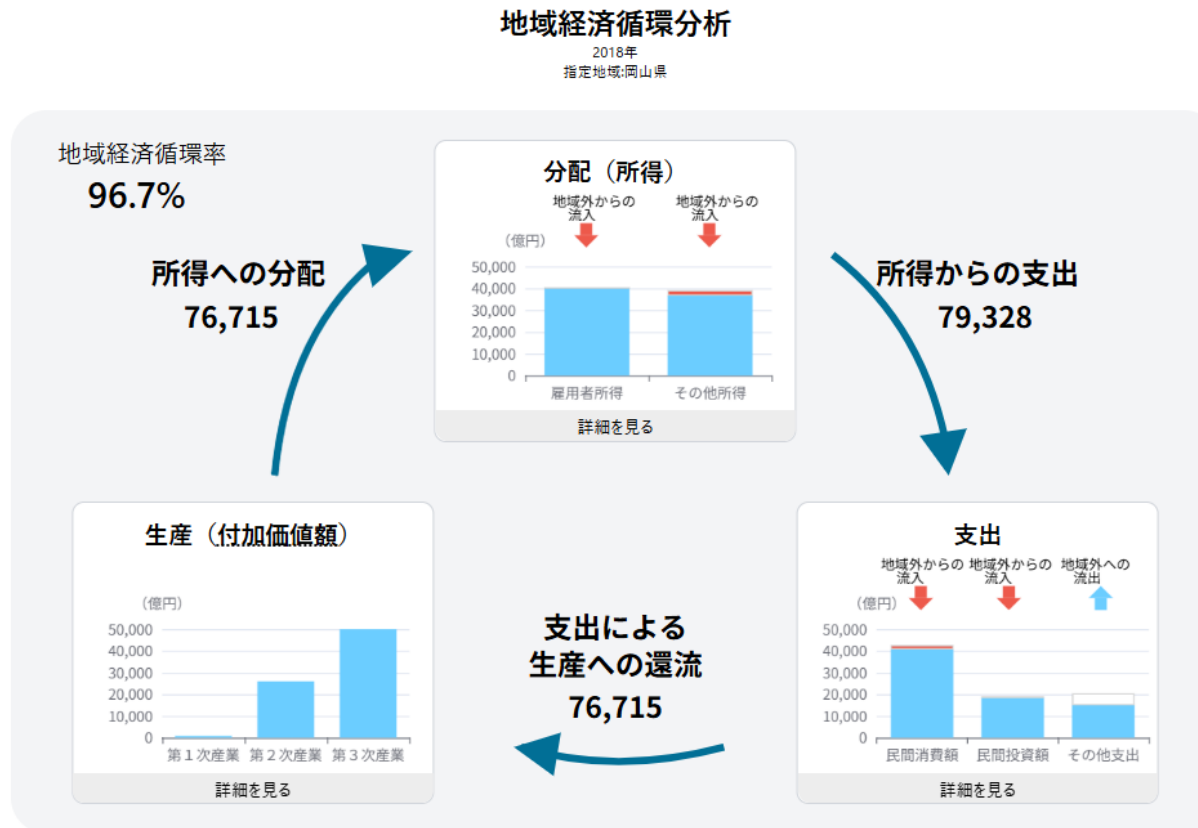 地域経済循環分析
2018年
指定地域:岡山県
地域経済循環率
96.7%
所得への分配
76,715
分配（所得）
地域外からの
流入
地域外からの
流入
（億円）
50,000
40,000
30,000
20,000
10,000
0
雇用者所得
その他所得
詳細を見る
所得からの支出
79,328
生産（付加価値額）
（億円）
50,000
40,000
30,000
20,000
10,000
0
第１次産業
第２次産業
第３次産業
詳細を見る
支出による
生産への還流
76,715
支出
地域外からの
流入
地域外からの
流入
地域外への
流出
（億円）
50,000
40,000
30,000
20,000
10,000
0
民間消費額
民間投資額
その他支出
詳細を見る